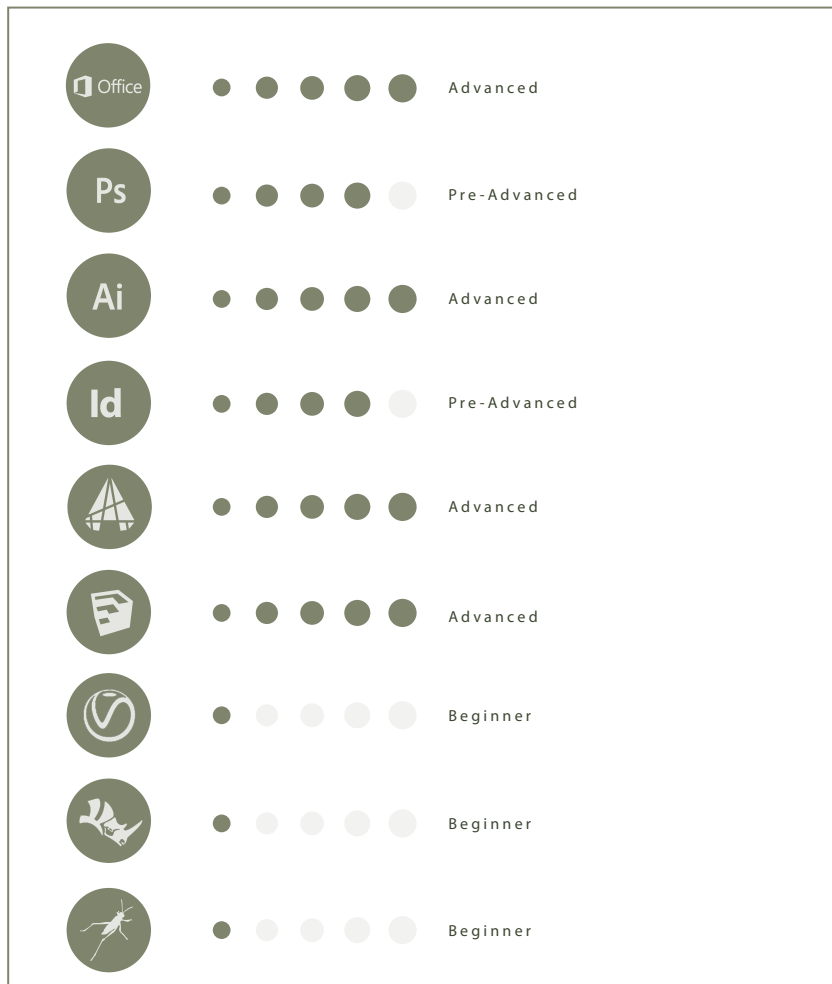 Office
Advanced
Ps
Pre-Advanced
Ai
Advanced
Id
Pre-Advanced
Advanced
Advanced
Beginner
Beginner
Beginner